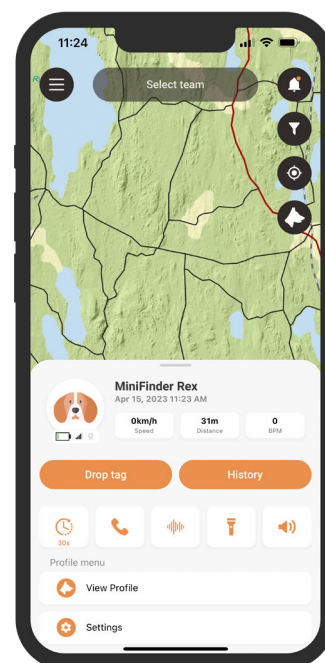 11:24
Select team
MiniFinder Rex
Apr 15, 2023 11:23 AM
0km/h
Speed
31m
Distance
0
BPM
Drop tag
History
30s
Profile menu
View Profile
Settings